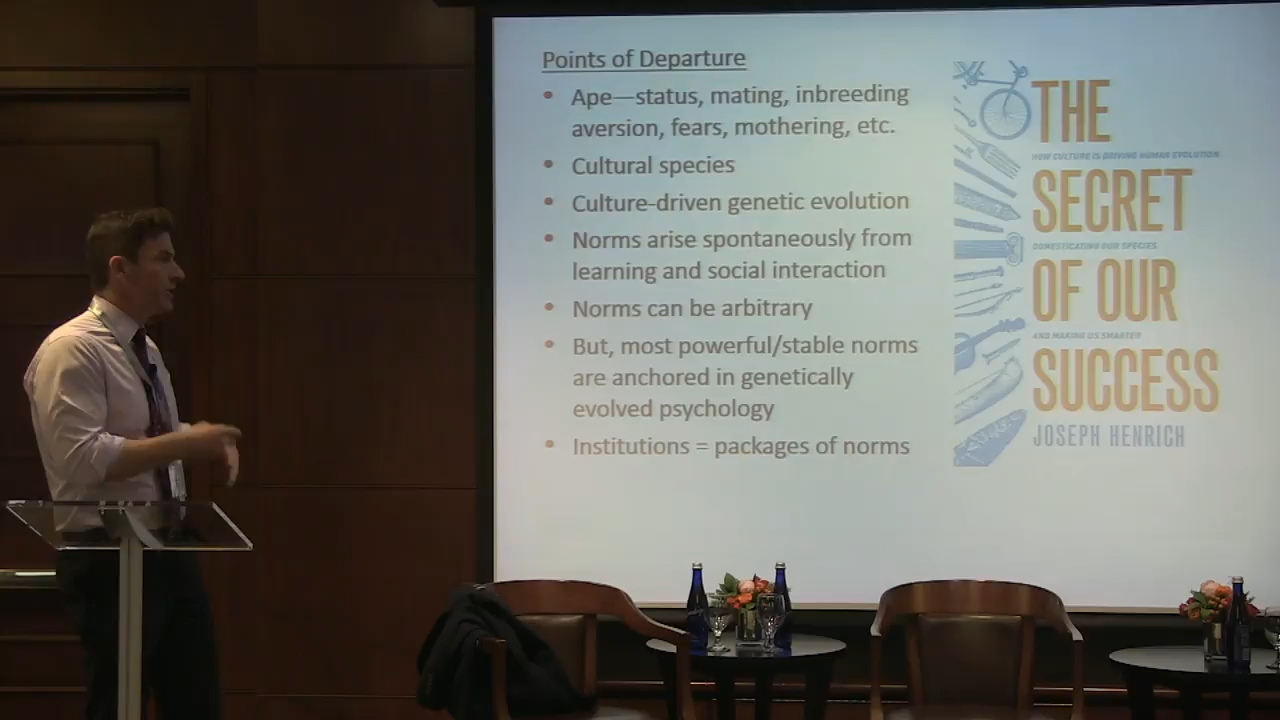 Points of Departure
• Ape—status, mating, inbreeding
aversion, fears, mothering, etc.
• Cultural species
• Culture-driven genetic evolution
• Norms arise spontaneously from
learning and social interaction
• Norms can be arbitrary
• But, most powerful/stable norms
are anchored in genetically
evolved psychology
• Institutions = packages of norms
THE
HOW CULTURE IS DRIVING HUMAN EVOLUTION
SECRET
DOMESTICATING OUR SPECIES
OF OUR
AND MAKING US SMARTER
SUCCESS
JOSEPH HENRICH